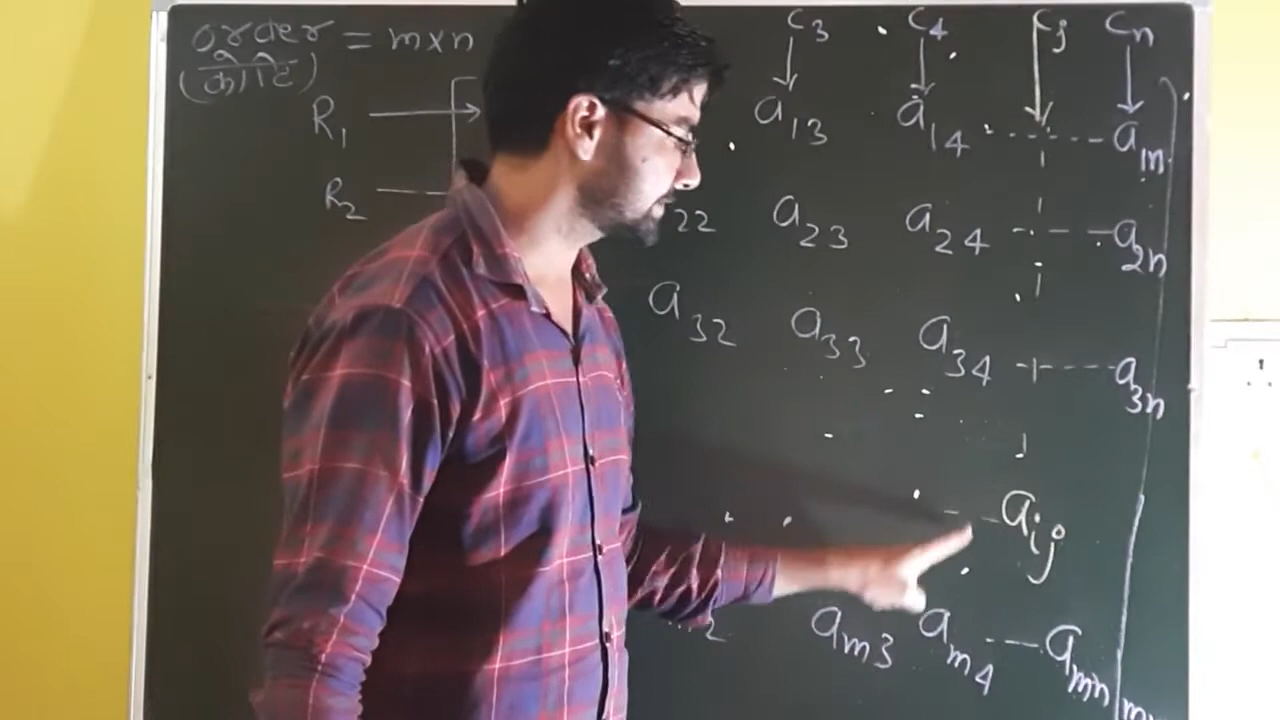 order = m×n C3 C4 Cj Cn
(कोटि)
R1 a13 a14 a1n
R2 22 a23 a24 a2n
a32 a33 a34 a3n
aij
2 am3 am4 amn